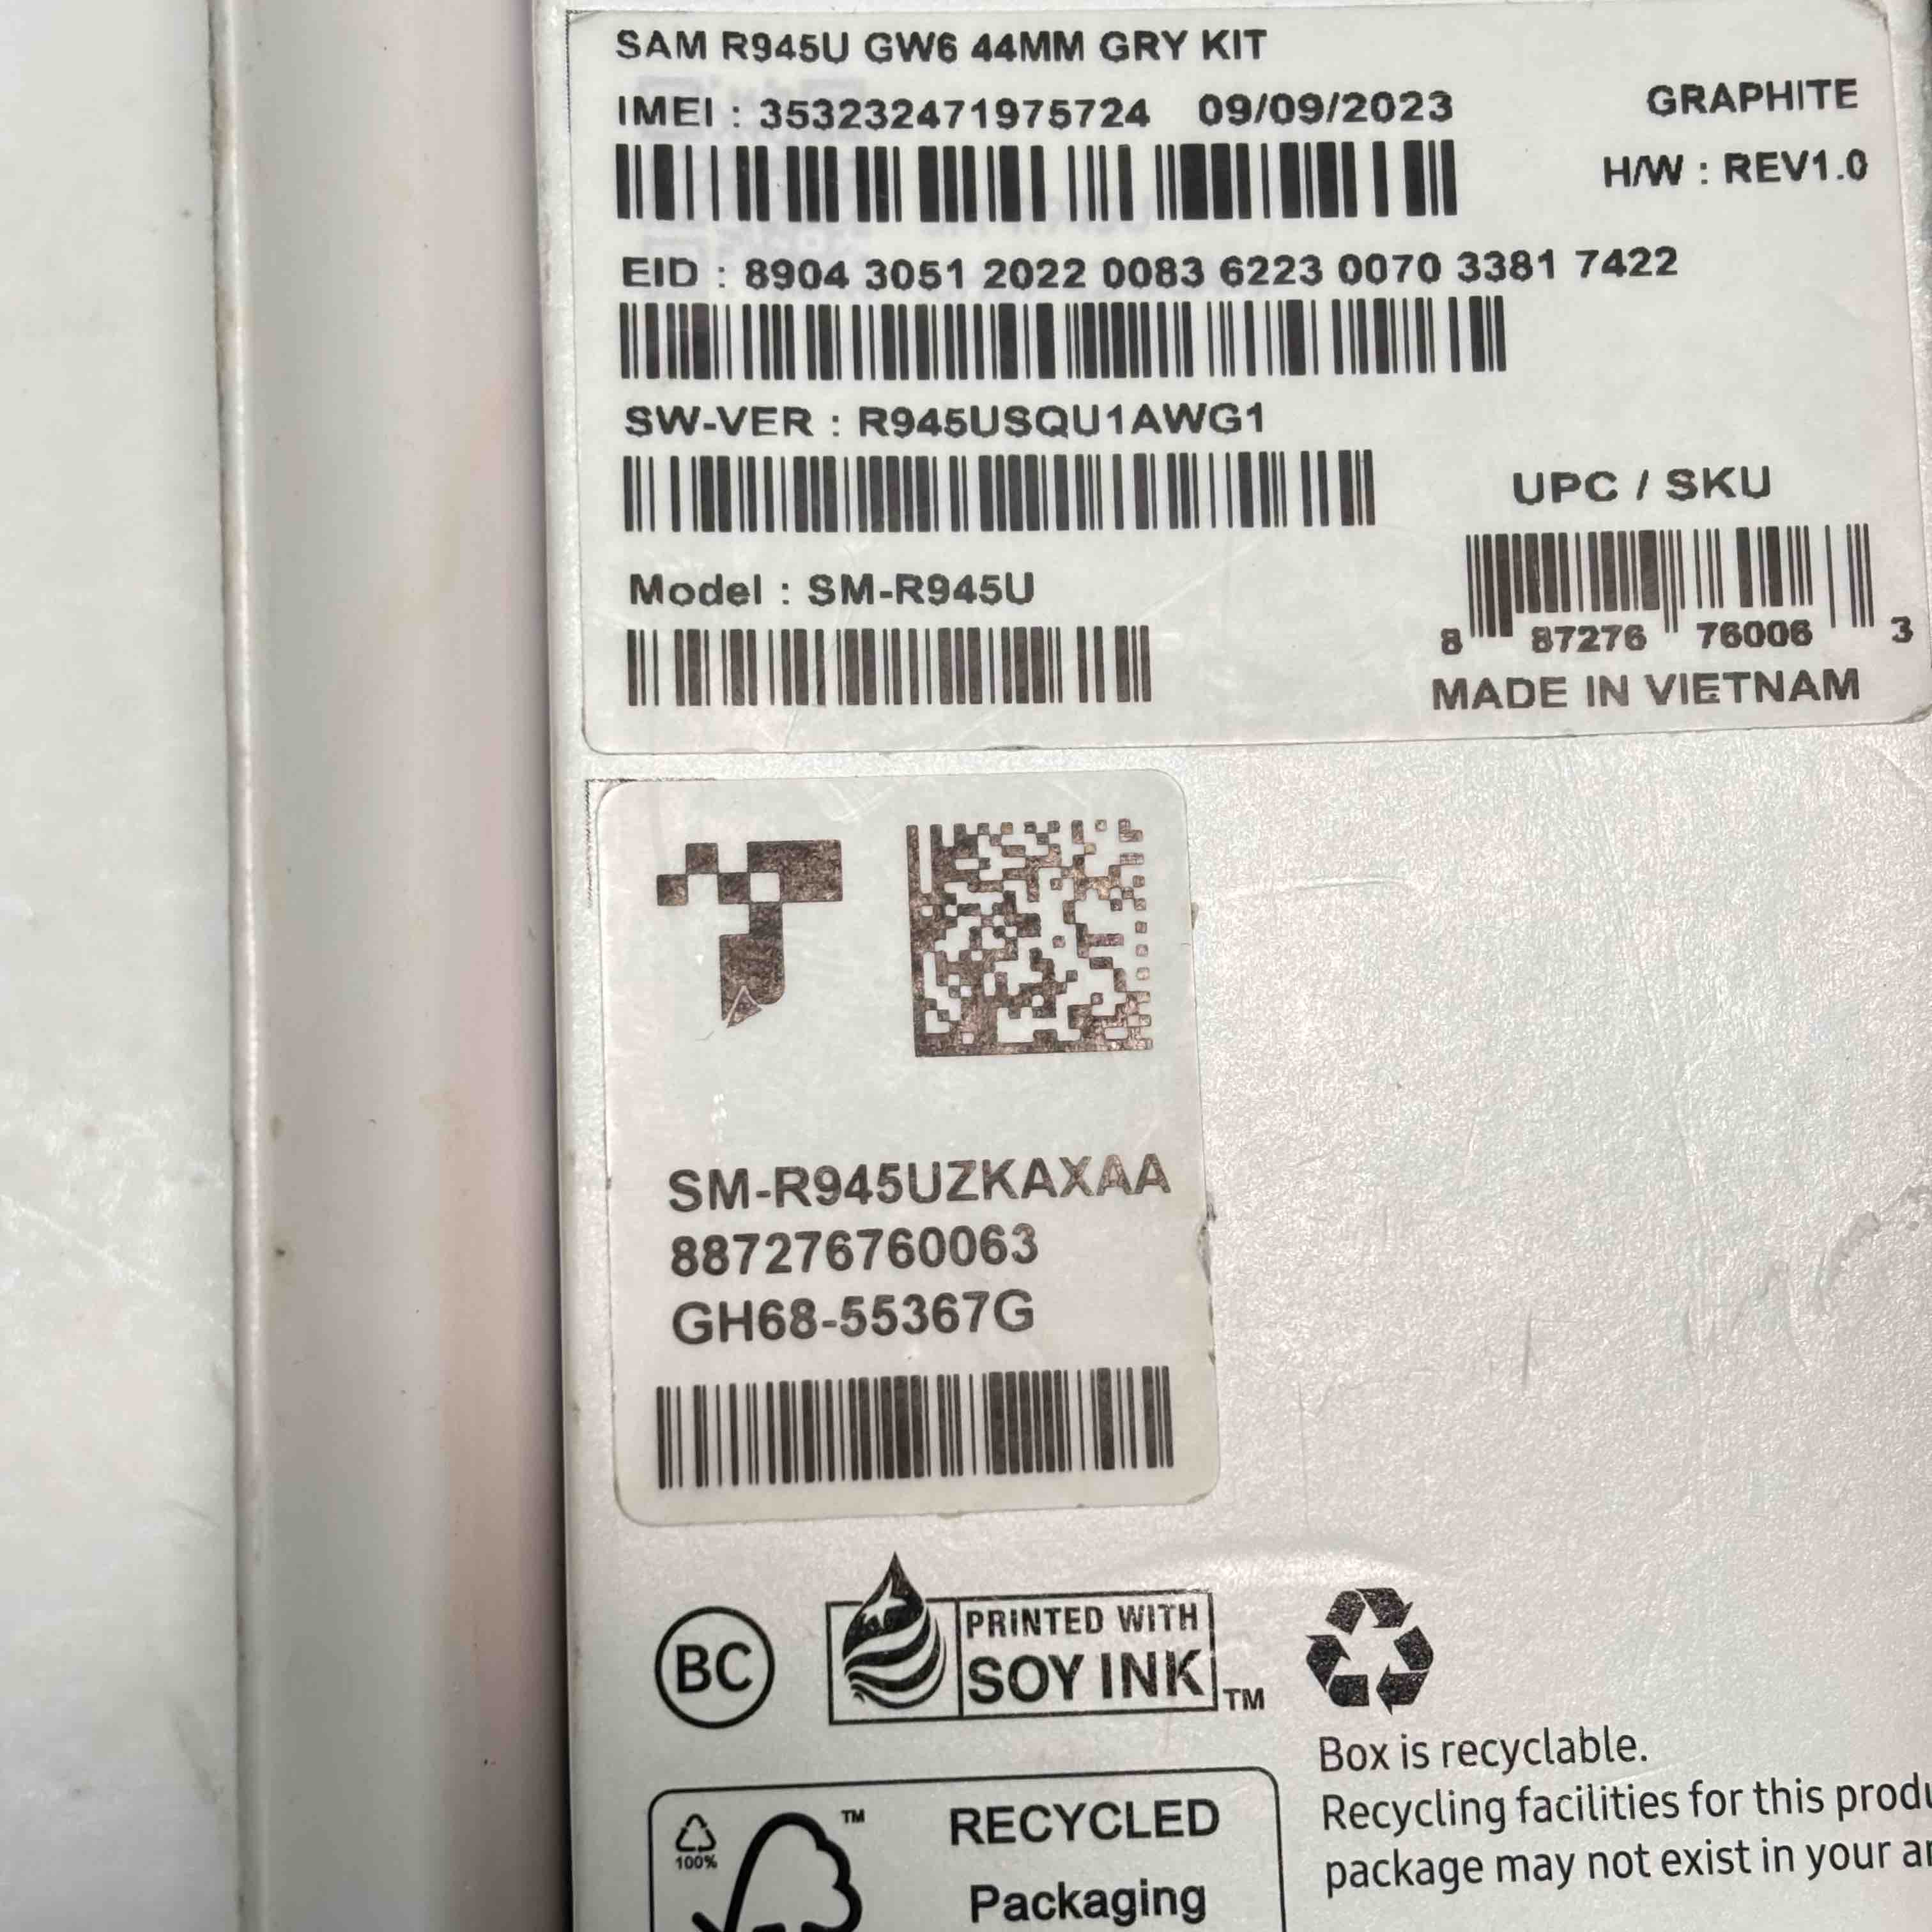 SAM R945U GW6 44MM GRY KIT
IMEI : 353232471975724 09/09/2023
GRAPHITE
H/W : REV1.0
EID : 8904 3051 2022 0083 6223 0070 3381 7422
SW-VER : R945USQU1AWG1
UPC / SKU
Model : SM-R945U
8 87276 76006 3
MADE IN VIETNAM
SM-R945UZKAXAA
887276760063
GH68-55367G
BC
PRINTED WITH
SOY INK TM
Box is recyclable.
Recycling facilities for this produ
package may not exist in your ar
100%
TM
RECYCLED
Packaging